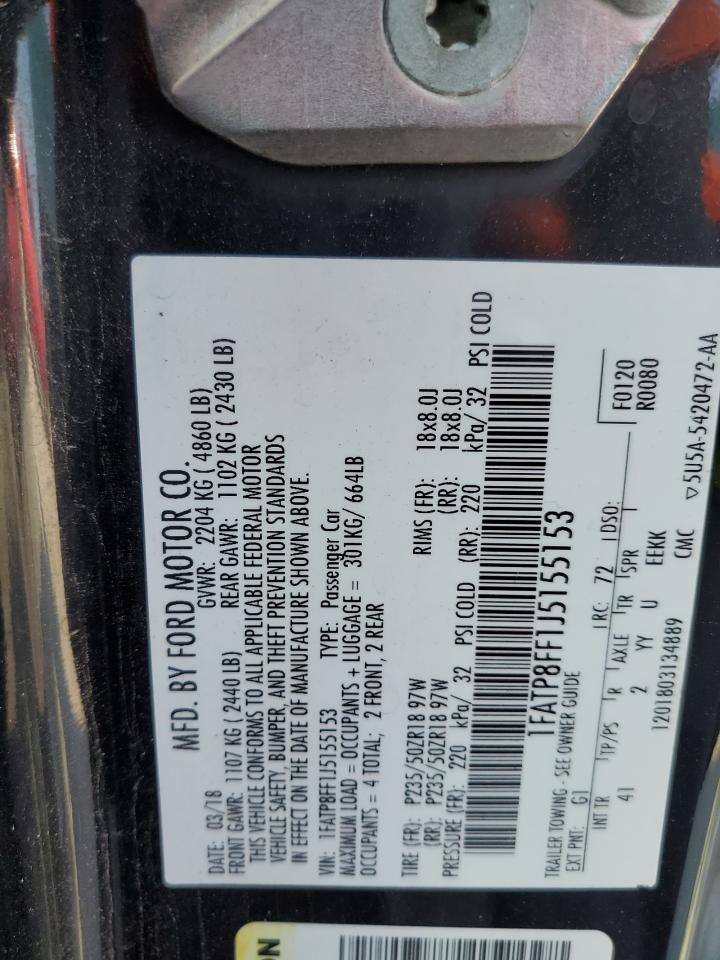 MFD. BY FORD MOTOR CO.
DATE: 03/18 GVWR: 2204 KG ( 4860 LB)
FRONT GAWR: 1107 KG ( 2440 LB) REAR GAWR: 1102 KG ( 2430 LB)
THIS VEHICLE CONFORMS TO ALL APPLICABLE FEDERAL MOTOR
VEHICLE SAFETY, BUMPER, AND THEFT PREVENTION STANDARDS
IN EFFECT ON THE DATE OF MANUFACTURE SHOWN ABOVE.
VIN: 1FATP8FF1J5155153 TYPE: Passenger Car
MAXIMUM LOAD = OCCUPANTS + LUGGAGE = 301KG/ 664LB
OCCUPANTS = 4 TOTAL; 2 FRONT, 2 REAR
TIRE (FR): P235/50ZR18 97W RIMS (FR): 18x8.0J
(RR): P235/50ZR18 97W (RR): 18x8.0J
PRESSURE (FR): 220 kPa/ 32 PSI COLD (RR): 220 kPa/ 32 PSI COLD
1FATP8FF1J5155153
TRAILER TOWING - SEE OWNER GUIDE
EXT PNT: G1 RC: 72 DSO: F0120
R0080
INT TR TP/PS R AXLE TR SPR
41 2 YY U EEKK
1201803134889 CMC ▽5U5A-5420472-AA
ON